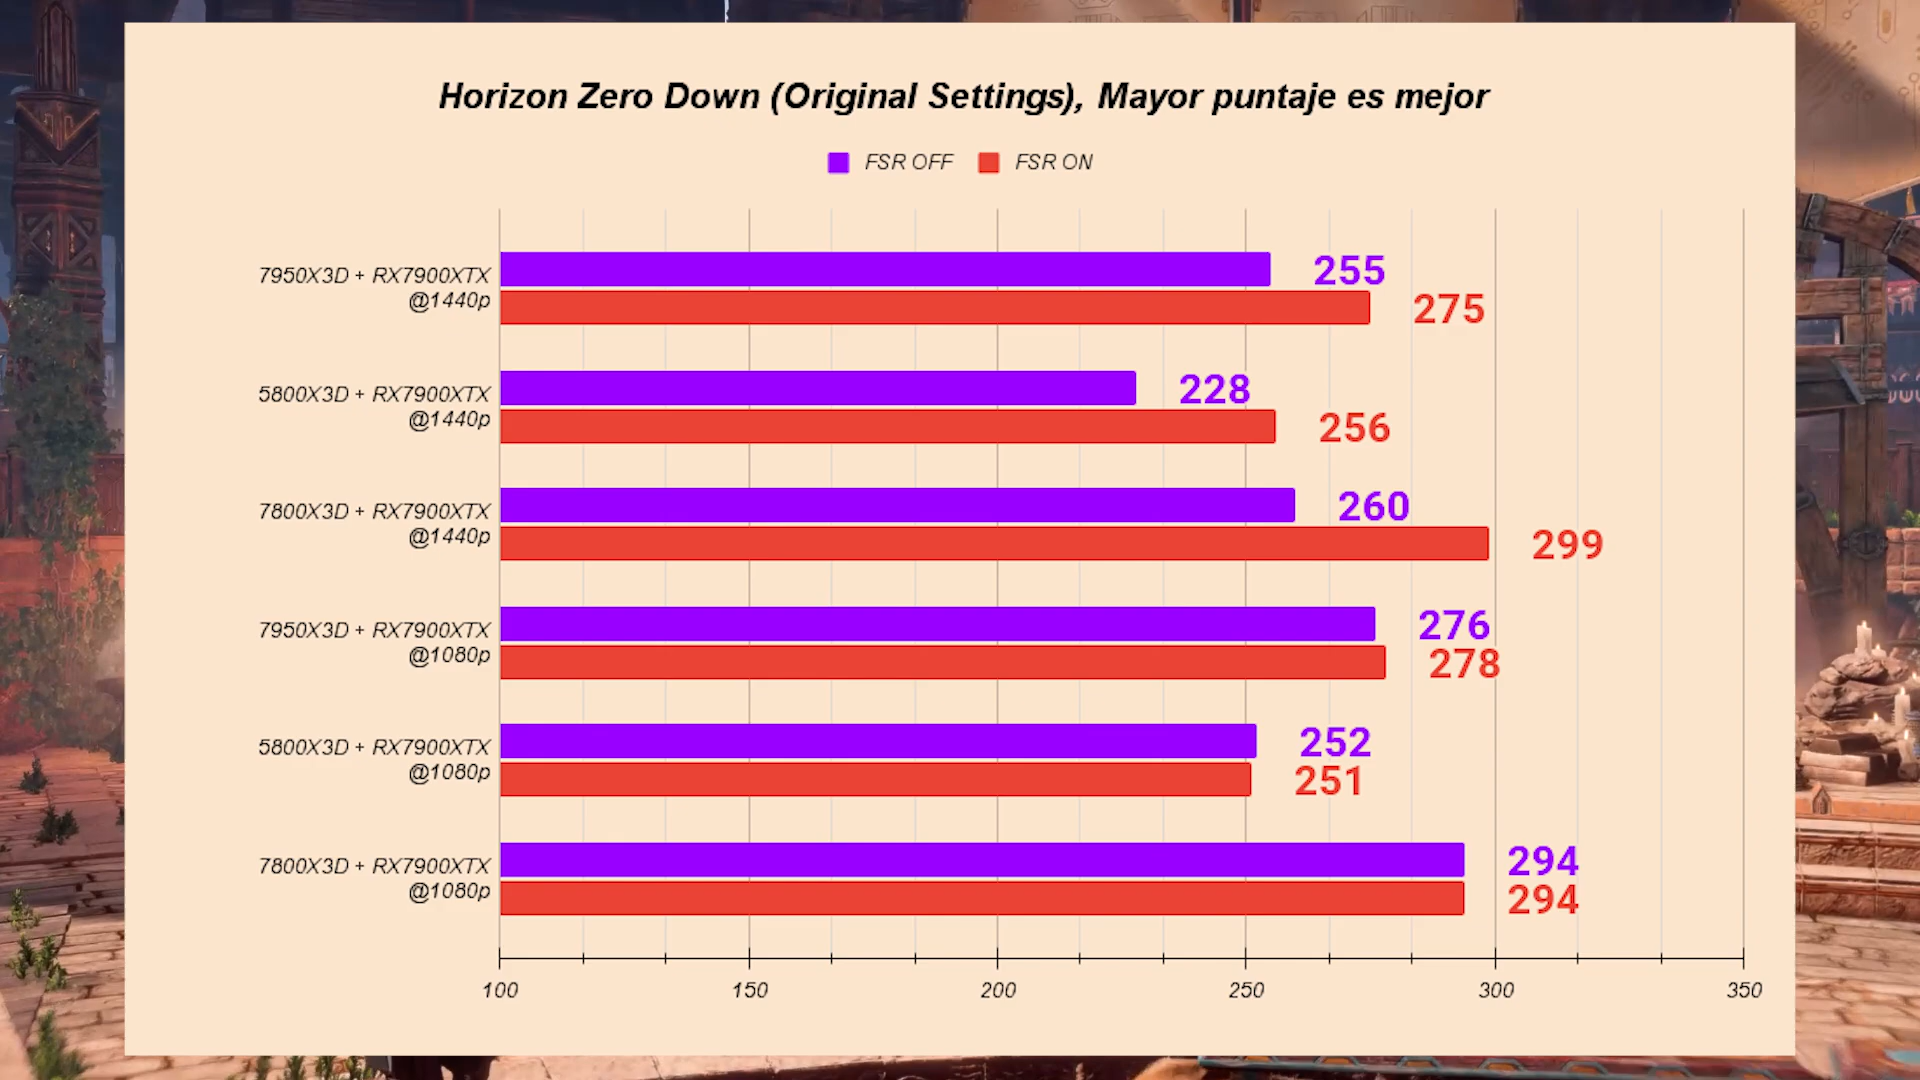 Horizon Zero Down (Original Settings), Mayor puntaje es mejor
FSR OFF FSR ON
7950X3D + RX7900XTX
@1440p
255
275
5800X3D + RX7900XTX
@1440p
228
256
7800X3D + RX7900XTX
@1440p
260
299
7950X3D + RX7900XTX
@1080p
276
278
5800X3D + RX7900XTX
@1080p
252
251
7800X3D + RX7900XTX
@1080p
294
294
100 150 200 250 300 350